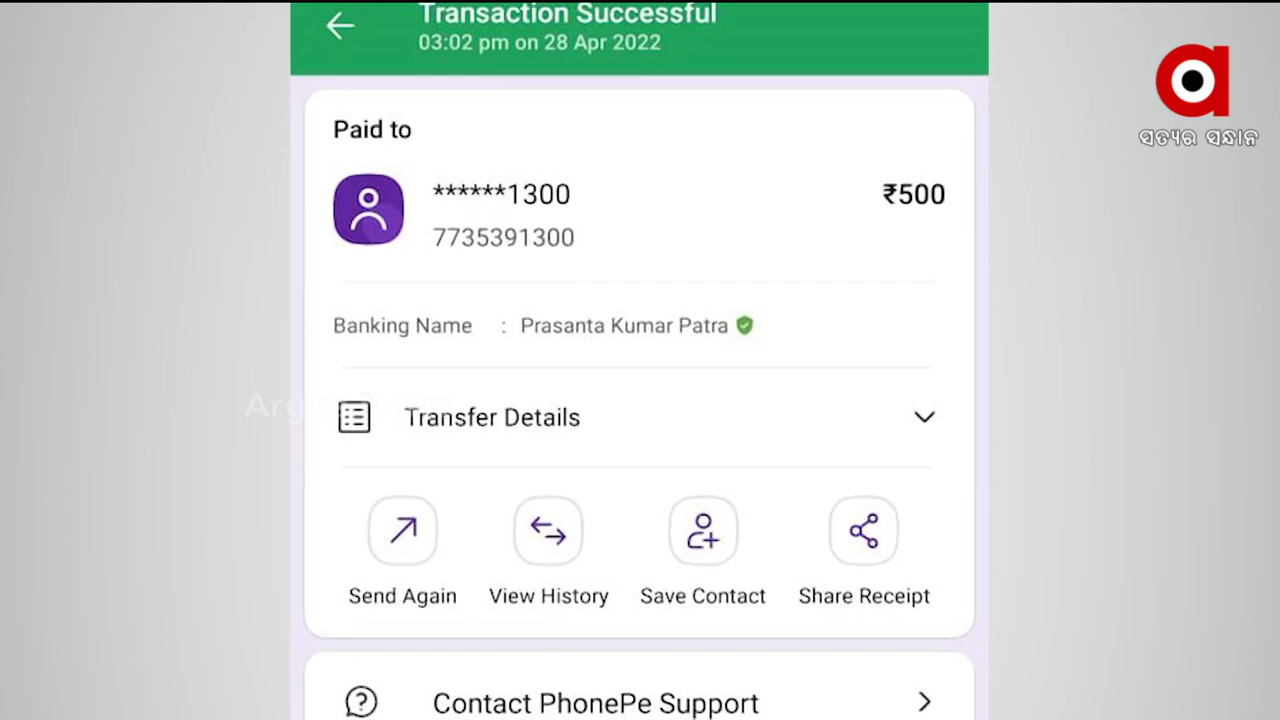 Transaction Successful
03:02 pm on 28 Apr 2022
ସତ୍ୟର ସନ୍ଧାନ
Paid to
******1300
₹500
7735391300
Banking Name : Prasanta Kumar Patra
Transfer Details
Send Again
View History
Save Contact
Share Receipt
Contact PhonePe Support